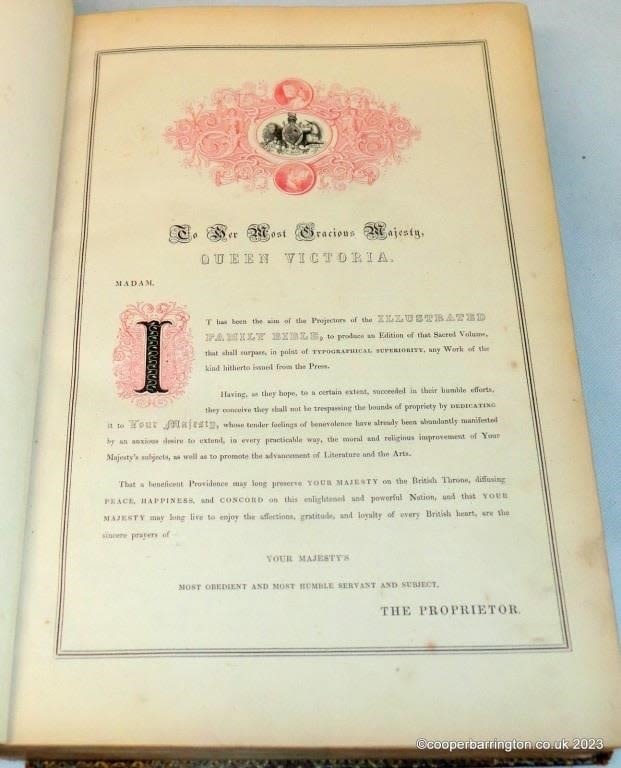 To Her Most Gracious Majesty,
QUEEN VICTORIA.
MADAM,
IT has been the aim of the Projectors of the ILLUSTRATED
FAMILY BIBLE, to produce an Edition of that Sacred Volume,
that shall surpass, in point of TYPOGRAPHICAL SUPERIORITY, any Work of the
kind hitherto issued from the Press.
Having, as they hope, to a certain extent, succeeded in their humble efforts,
they conceive they shall not be trespassing the bounds of propriety by DEDICATING
it to Your Majesty, whose tender feelings of benevolence have already been abundantly manifested
by an anxious desire to extend, in every practicable way, the moral and religious improvement of Your
Majesty's subjects, as well as to promote the advancement of Literature and the Arts.
That a beneficent Providence may long preserve YOUR MAJESTY on the British Throne, diffusing
PEACE, HAPPINESS, and CONCORD on this enlightened and powerful Nation, and that YOUR
MAJESTY may long live to enjoy the affections, gratitude, and loyalty of every British heart, are the
sincere prayers of
YOUR MAJESTY'S
MOST OBEDIENT AND MOST HUMBLE SERVANT AND SUBJECT,
THE PROPRIETOR.
©cooperbarrington.co.uk 2023